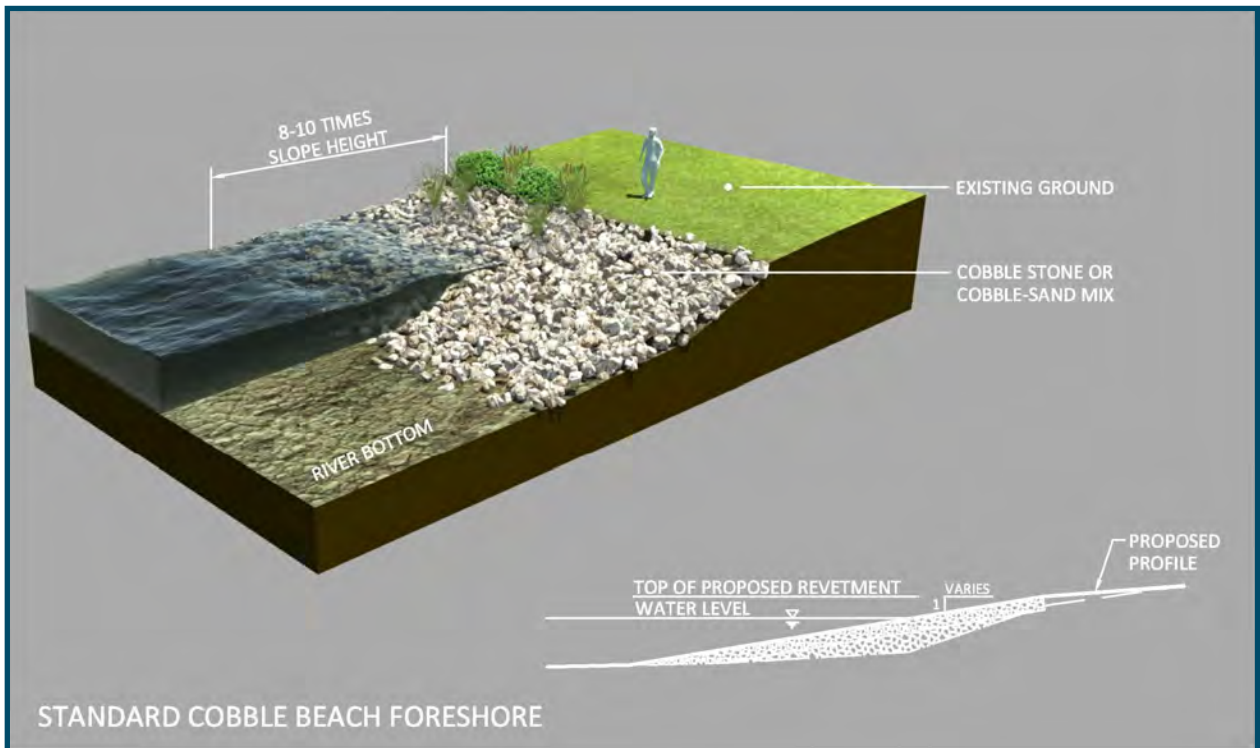 8-10 TIMES
SLOPE HEIGHT
EXISTING GROUND
COBBLE STONE OR
COBBLE-SAND MIX
RIVER BOTTOM
PROPOSED
PROFILE
TOP OF PROPOSED REVETMENT
VARIES
1
WATER LEVEL
STANDARD COBBLE BEACH FORESHORE